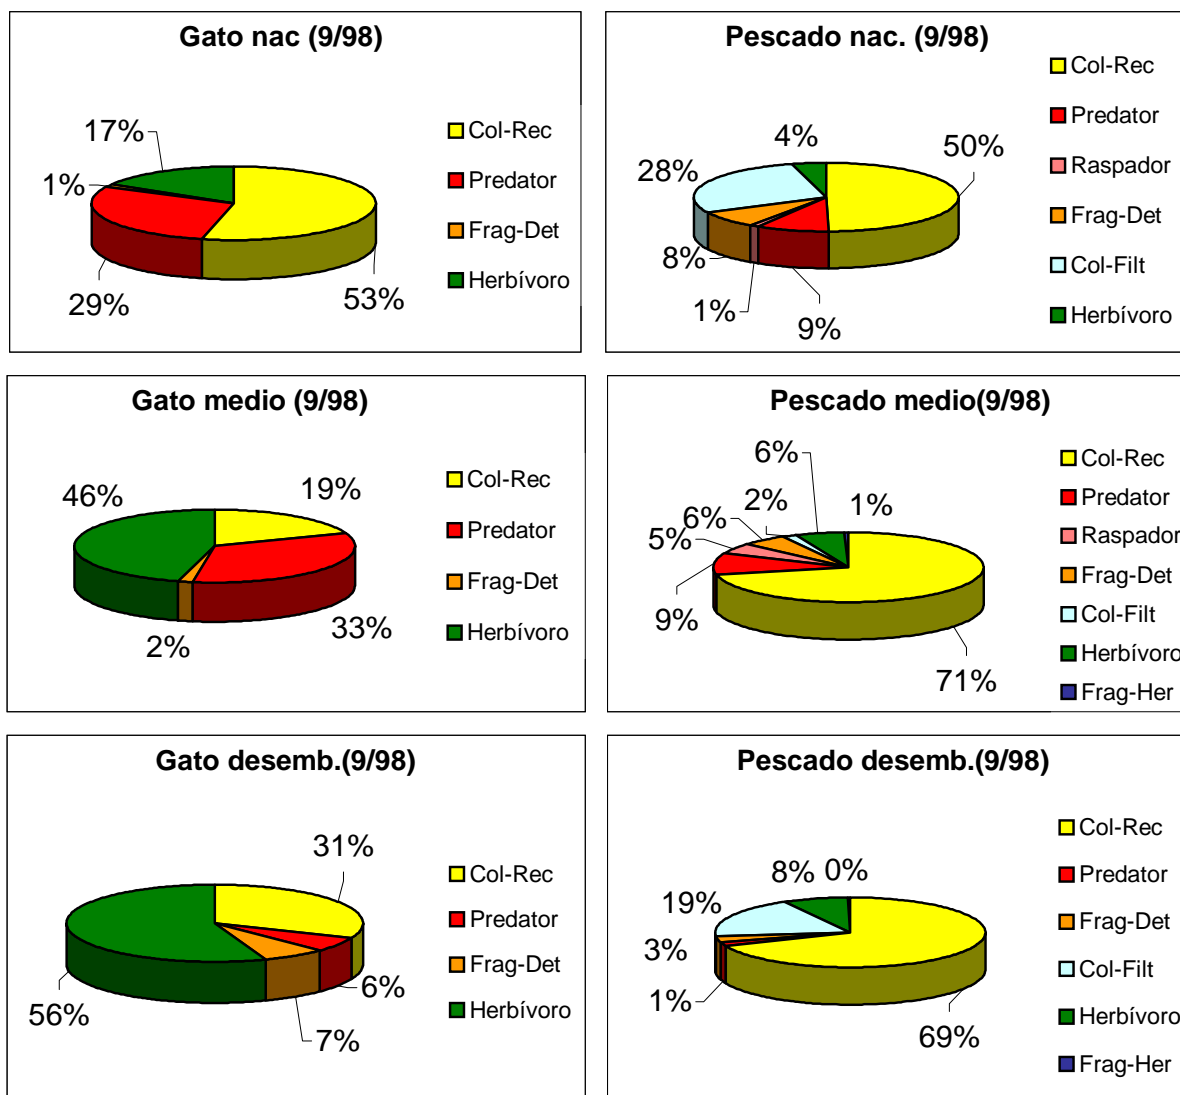 Gato nac (9/98)
17%
1%
29%
53%
Col-Rec
Predator
Frag-Det
Herbívoro
Pescado nac. (9/98)
4%
50%
28%
8%
1%
9%
Col-Rec
Predator
Raspador
Frag-Det
Col-Filt
Herbívoro
Gato medio (9/98)
46%
19%
2%
33%
Col-Rec
Predator
Frag-Det
Herbívoro
Pescado medio(9/98)
6%
1%
2%
6%
5%
9%
71%
Col-Rec
Predator
Raspador
Frag-Det
Col-Filt
Herbívoro
Frag-Her
Gato desemb.(9/98)
31%
6%
56%
7%
Col-Rec
Predator
Frag-Det
Herbívoro
Pescado desemb.(9/98)
8%
0%
19%
3%
1%
69%
Col-Rec
Predator
Frag-Det
Col-Filt
Herbívoro
Frag-Her